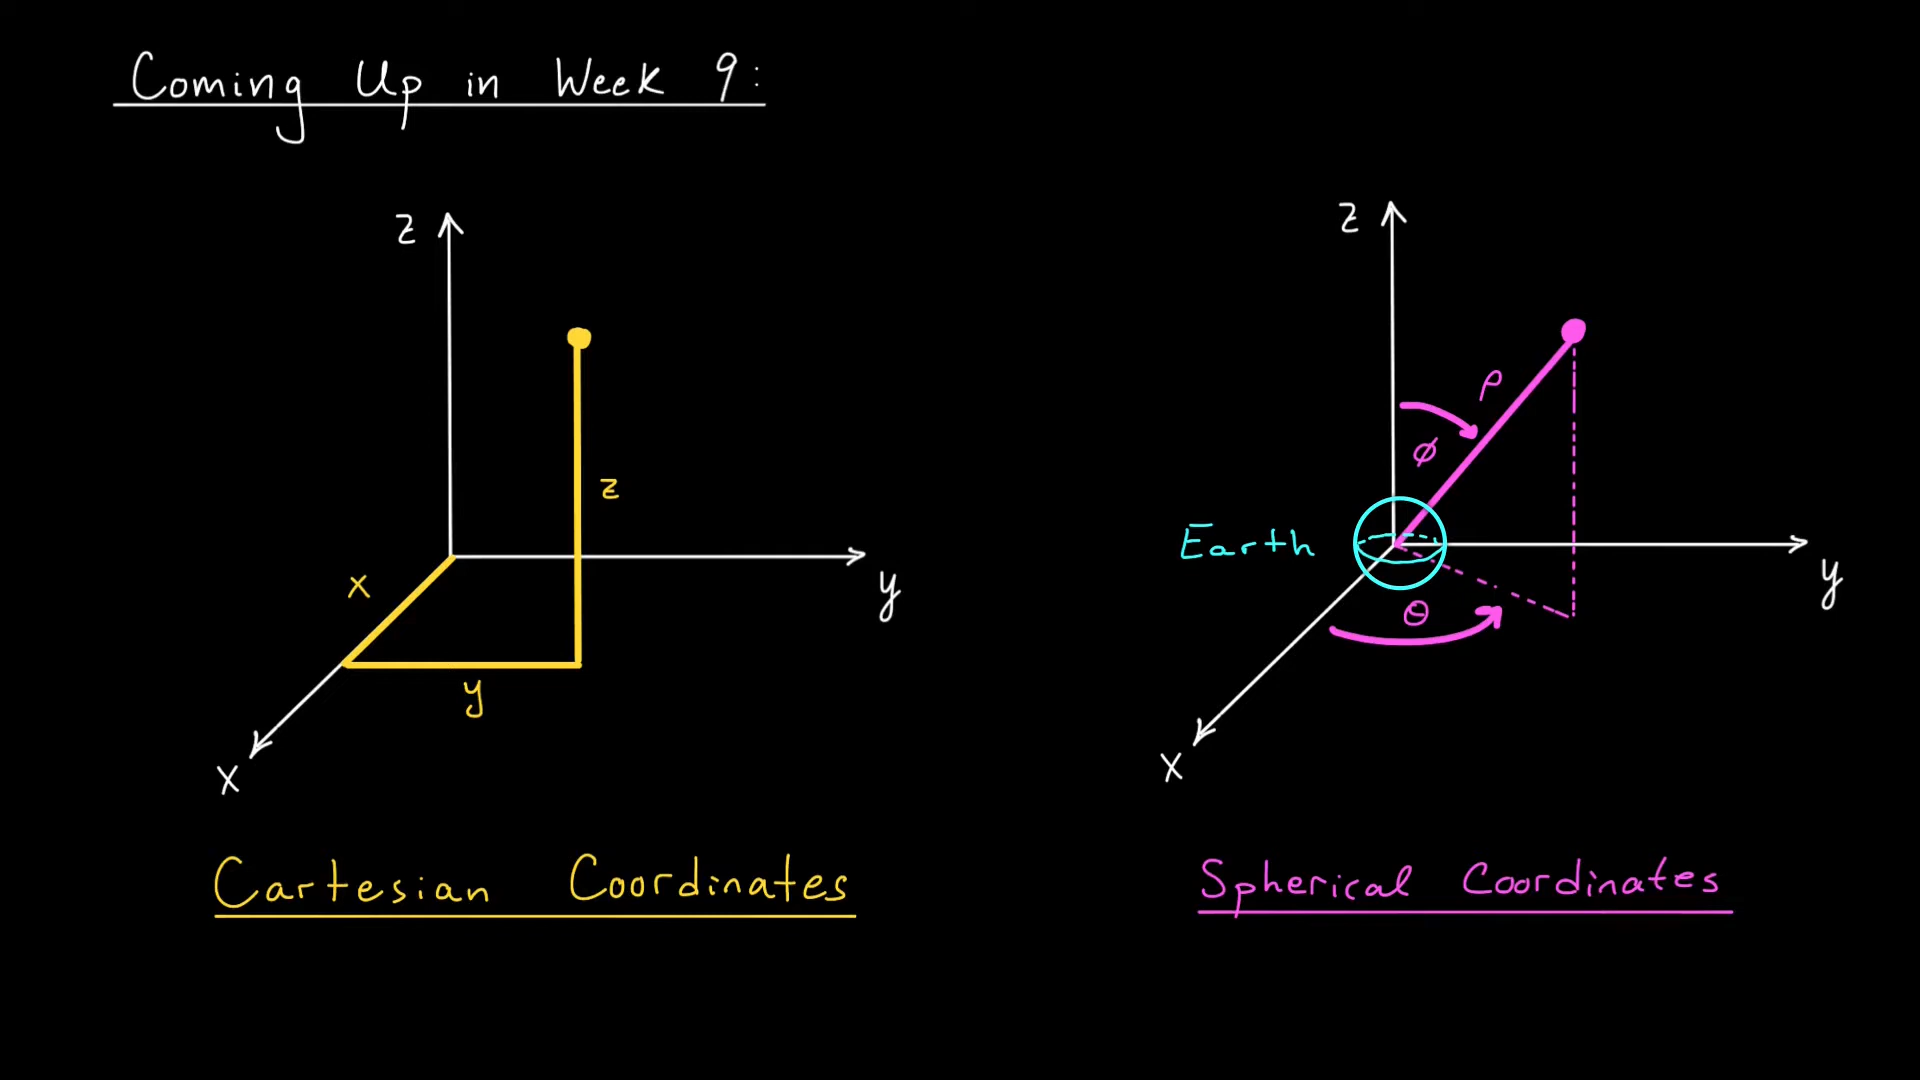 Coming Up in Week 9:
z
z
x
y
y
x
Cartesian Coordinates
z
ρ
ϕ
Earth
θ
y
x
Spherical Coordinates